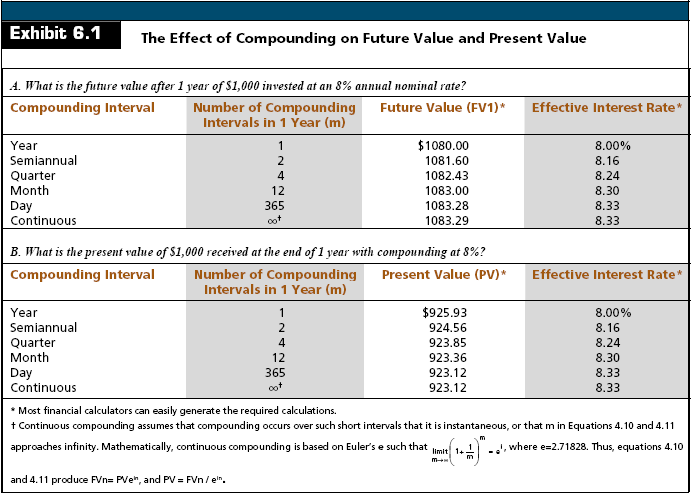 Exhibit 6.1 The Effect of Compounding on Future Value and Present Value
A. What is the future value after 1 year of $1,000 invested at an 8% annual nominal rate?
Compounding Interval Number of Compounding Future Value (FV1)* Effective Interest Rate*
Intervals in 1 Year (m)
Year 1 $1080.00 8.00%
Semiannual 2 1081.60 8.16
Quarter 4 1082.43 8.24
Month 12 1083.00 8.30
Day 365 1083.28 8.33
Continuous ∞† 1083.29 8.33
B. What is the present value of $1,000 received at the end of 1 year with compounding at 8%?
Compounding Interval Number of Compounding Present Value (PV)* Effective Interest Rate*
Intervals in 1 Year (m)
Year 1 $925.93 8.00%
Semiannual 2 924.56 8.16
Quarter 4 923.85 8.24
Month 12 923.36 8.30
Day 365 923.12 8.33
Continuous ∞† 923.12 8.33
* Most financial calculators can easily generate the required calculations.
† Continuous compounding assumes that compounding occurs over such short intervals that it is instantaneous, or that m in Equations 4.10 and 4.11
approaches infinity. Mathematically, continuous compounding is based on Euler's e such that limit m→∞ (1+ 1/m)^m = e^i, where e=2.71828. Thus, equations 4.10
and 4.11 produce FVn= PVe^in, and PV = FVn / e^in.